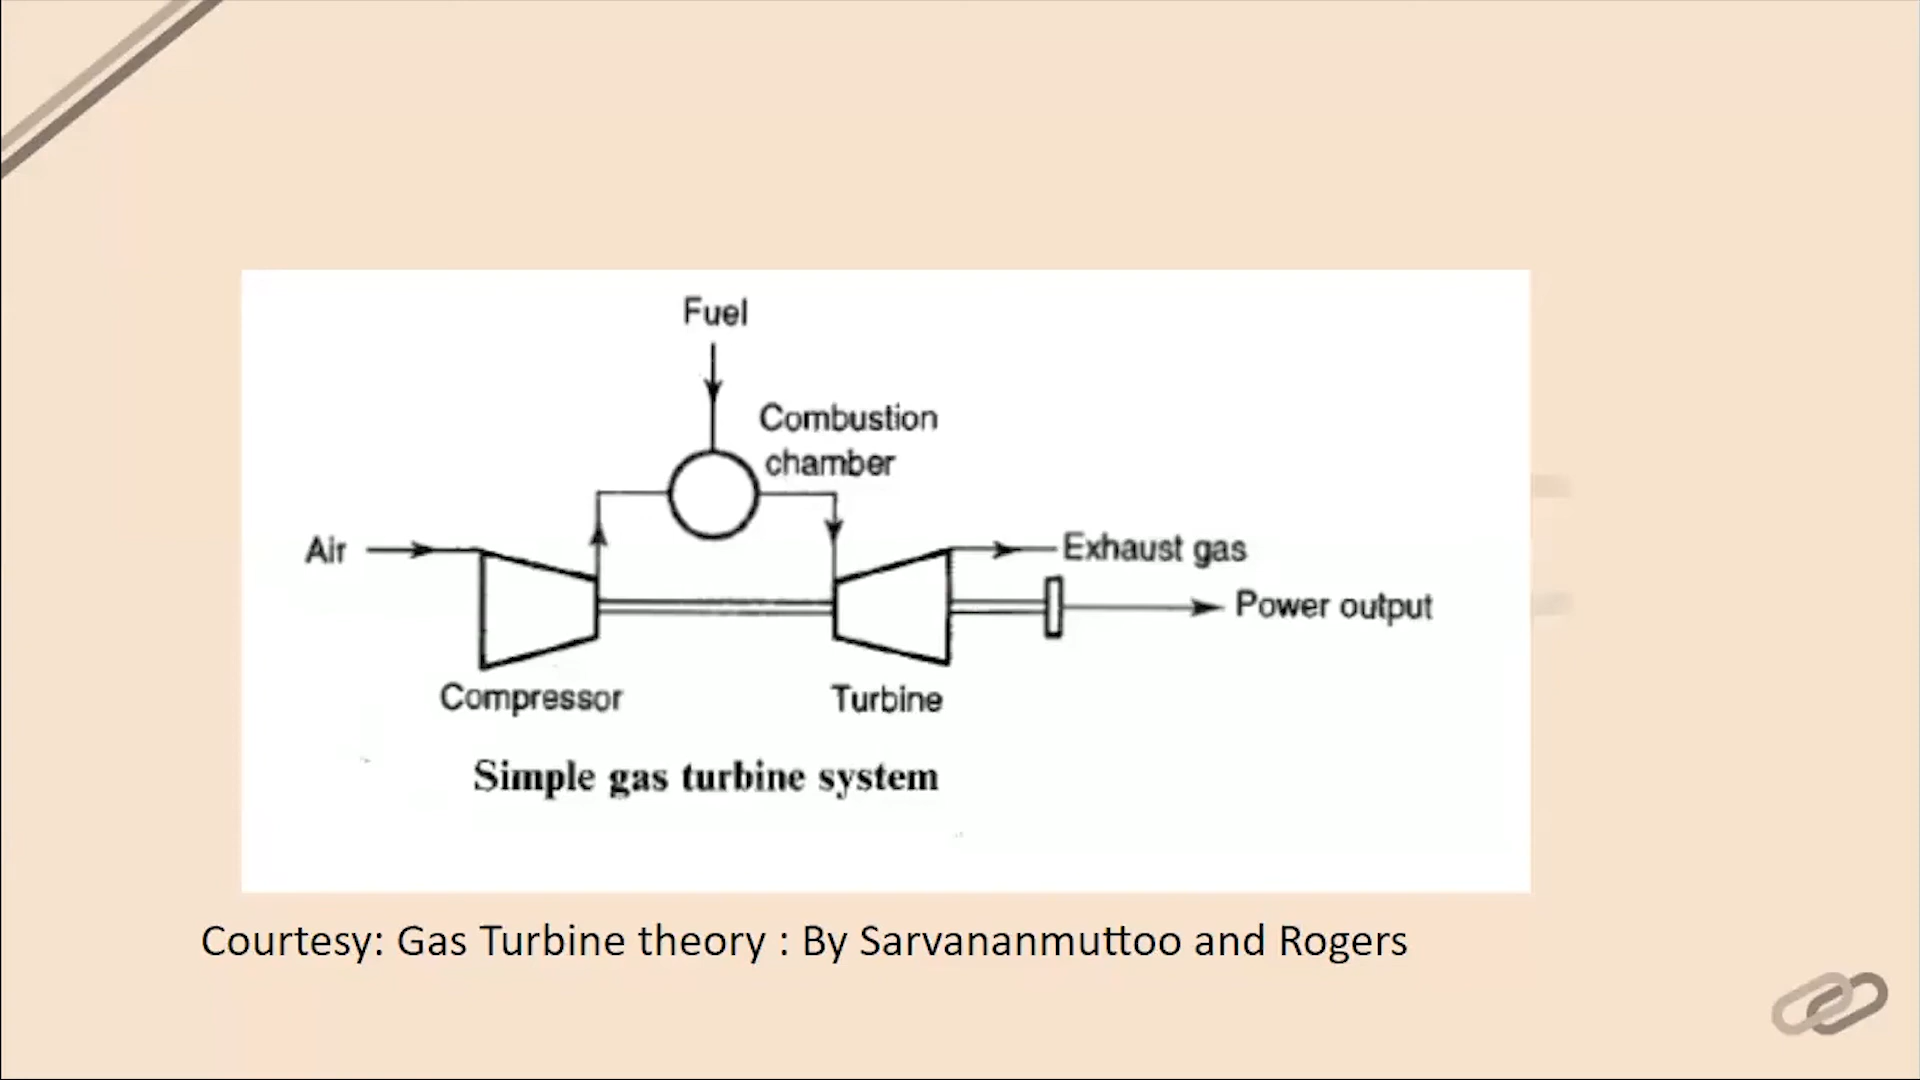 Fuel
Combustion
chamber
Air
Exhaust gas
Power output
Compressor
Turbine
Simple gas turbine system
Courtesy: Gas Turbine theory : By Sarvananmuttoo and Rogers